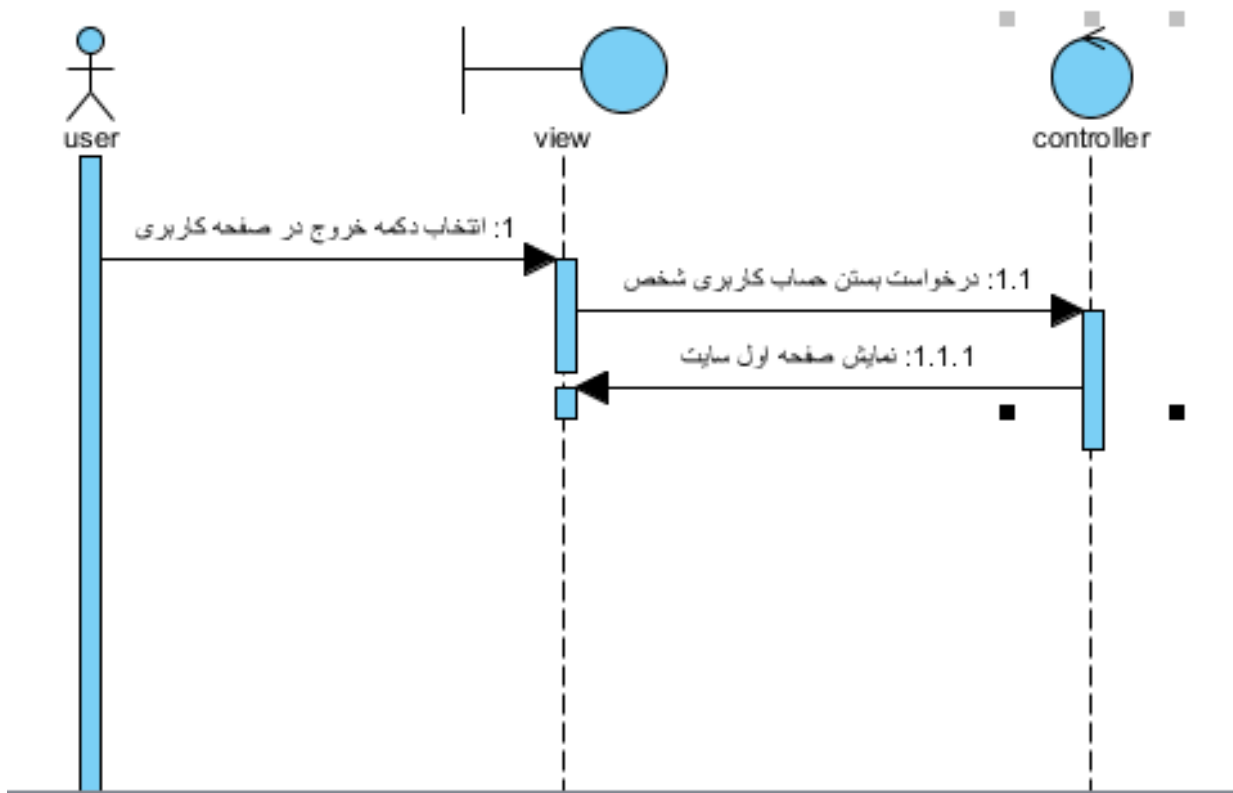 user
view
controller
1: انتخاب دکمه خروج در صفحه کاربری
1.1: درخواست بستن حساب کاربری شخص
1.1.1: نمایش صفحه اول سایت